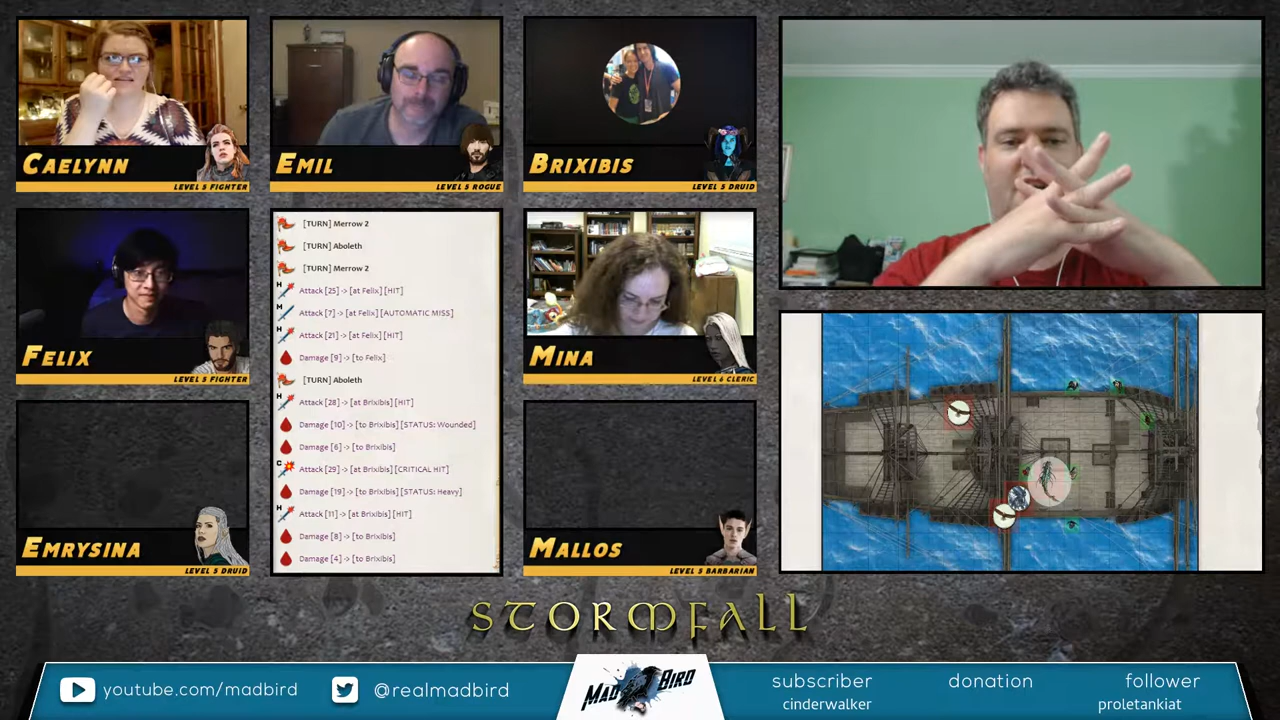 CAELYNN
LEVEL 5 FIGHTER
EMIL
LEVEL 5 ROGUE
BRIXIBIS
LEVEL 5 DRUID
FELIX
LEVEL 5 FIGHTER
[TURN] Merrow 2
[TURN] Aboleth
[TURN] Merrow 2
H Attack [25] -> [at Felix] [HIT]
M Attack [7] -> [at Felix] [AUTOMATIC MISS]
H Attack [21] -> [at Felix] [HIT]
Damage [9] -> [to Felix]
[TURN] Aboleth
H Attack [28] -> [at Brixibis] [HIT]
Damage [10] -> [to Brixibis] [STATUS: Wounded]
Damage [6] -> [to Brixibis]
C Attack [29] -> [at Brixibis] [CRITICAL HIT]
Damage [19] -> [to Brixibis] [STATUS: Heavy]
H Attack [11] -> [at Brixibis] [HIT]
Damage [8] -> [to Brixibis]
Damage [4] -> [to Brixibis]
MINA
LEVEL 6 CLERIC
EMRYSINA
LEVEL 5 DRUID
MALLOS
LEVEL 5 BARBARIAN
STORMFALL
youtube.com/madbird
@realmadbird
MAD BIRD
subscriber
cinderwalker
donation
follower
proletankiat